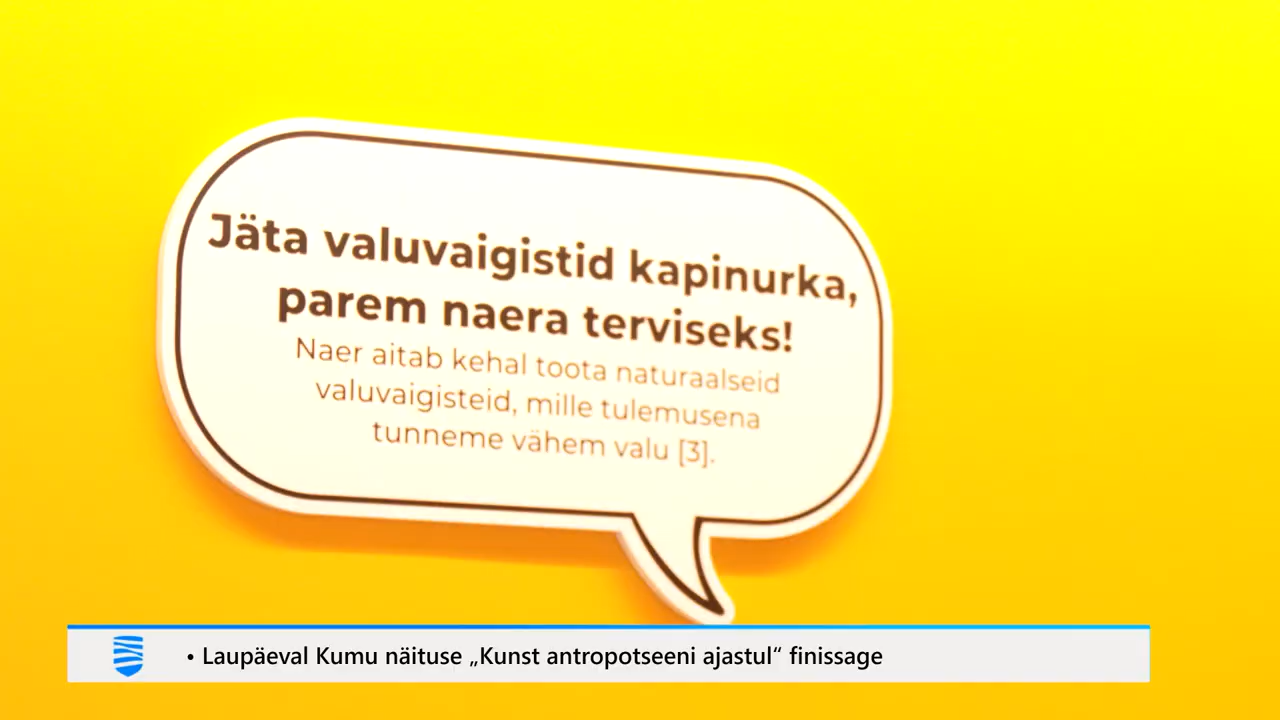 Jäta valuvaigistid kapinurka,
parem naera terviseks!
Naer aitab kehal toota naturaalseid
valuvaigisteid, mille tulemusena
tunneme vähem valu [3].
• Laupäeval Kumu näituse „Kunst antropotseeni ajastul“ finissage